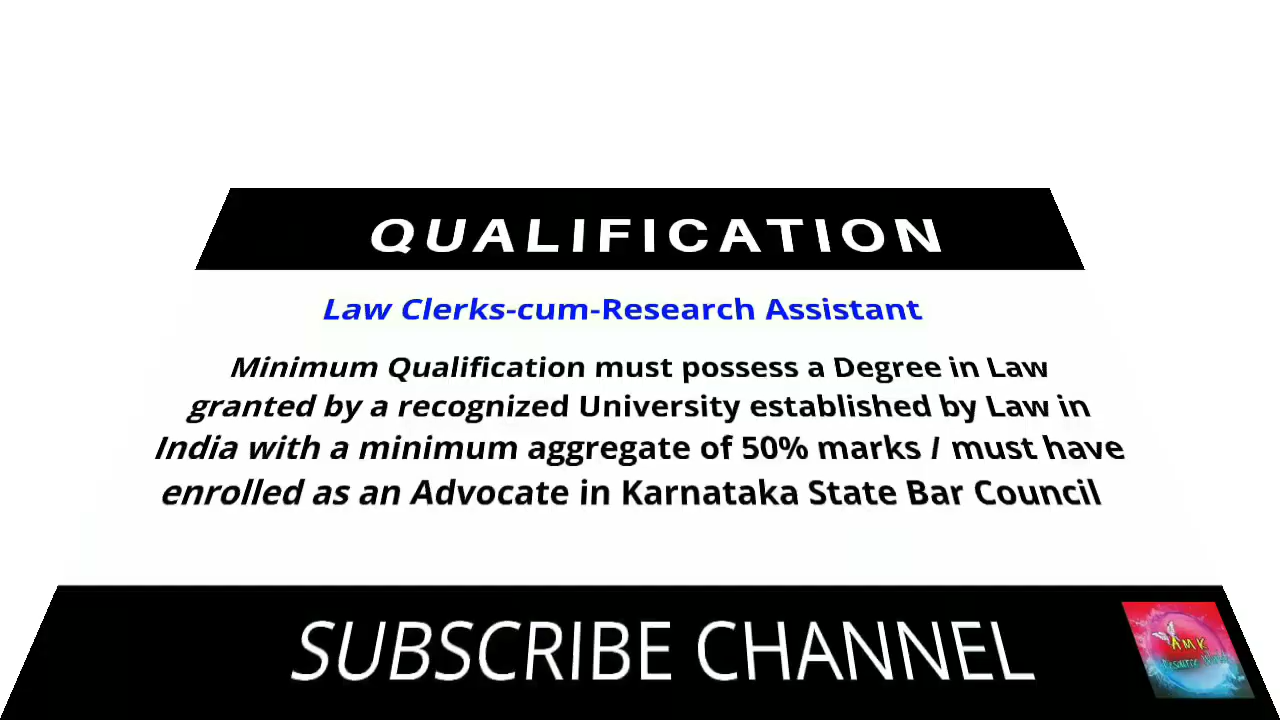 QUALIFICATION
Law Clerks-cum-Research Assistant
Minimum Qualification must possess a Degree in Law
granted by a recognized University established by Law in
India with a minimum aggregate of 50% marks / must have
enrolled as an Advocate in Karnataka State Bar Council
SUBSCRIBE CHANNEL
AMK